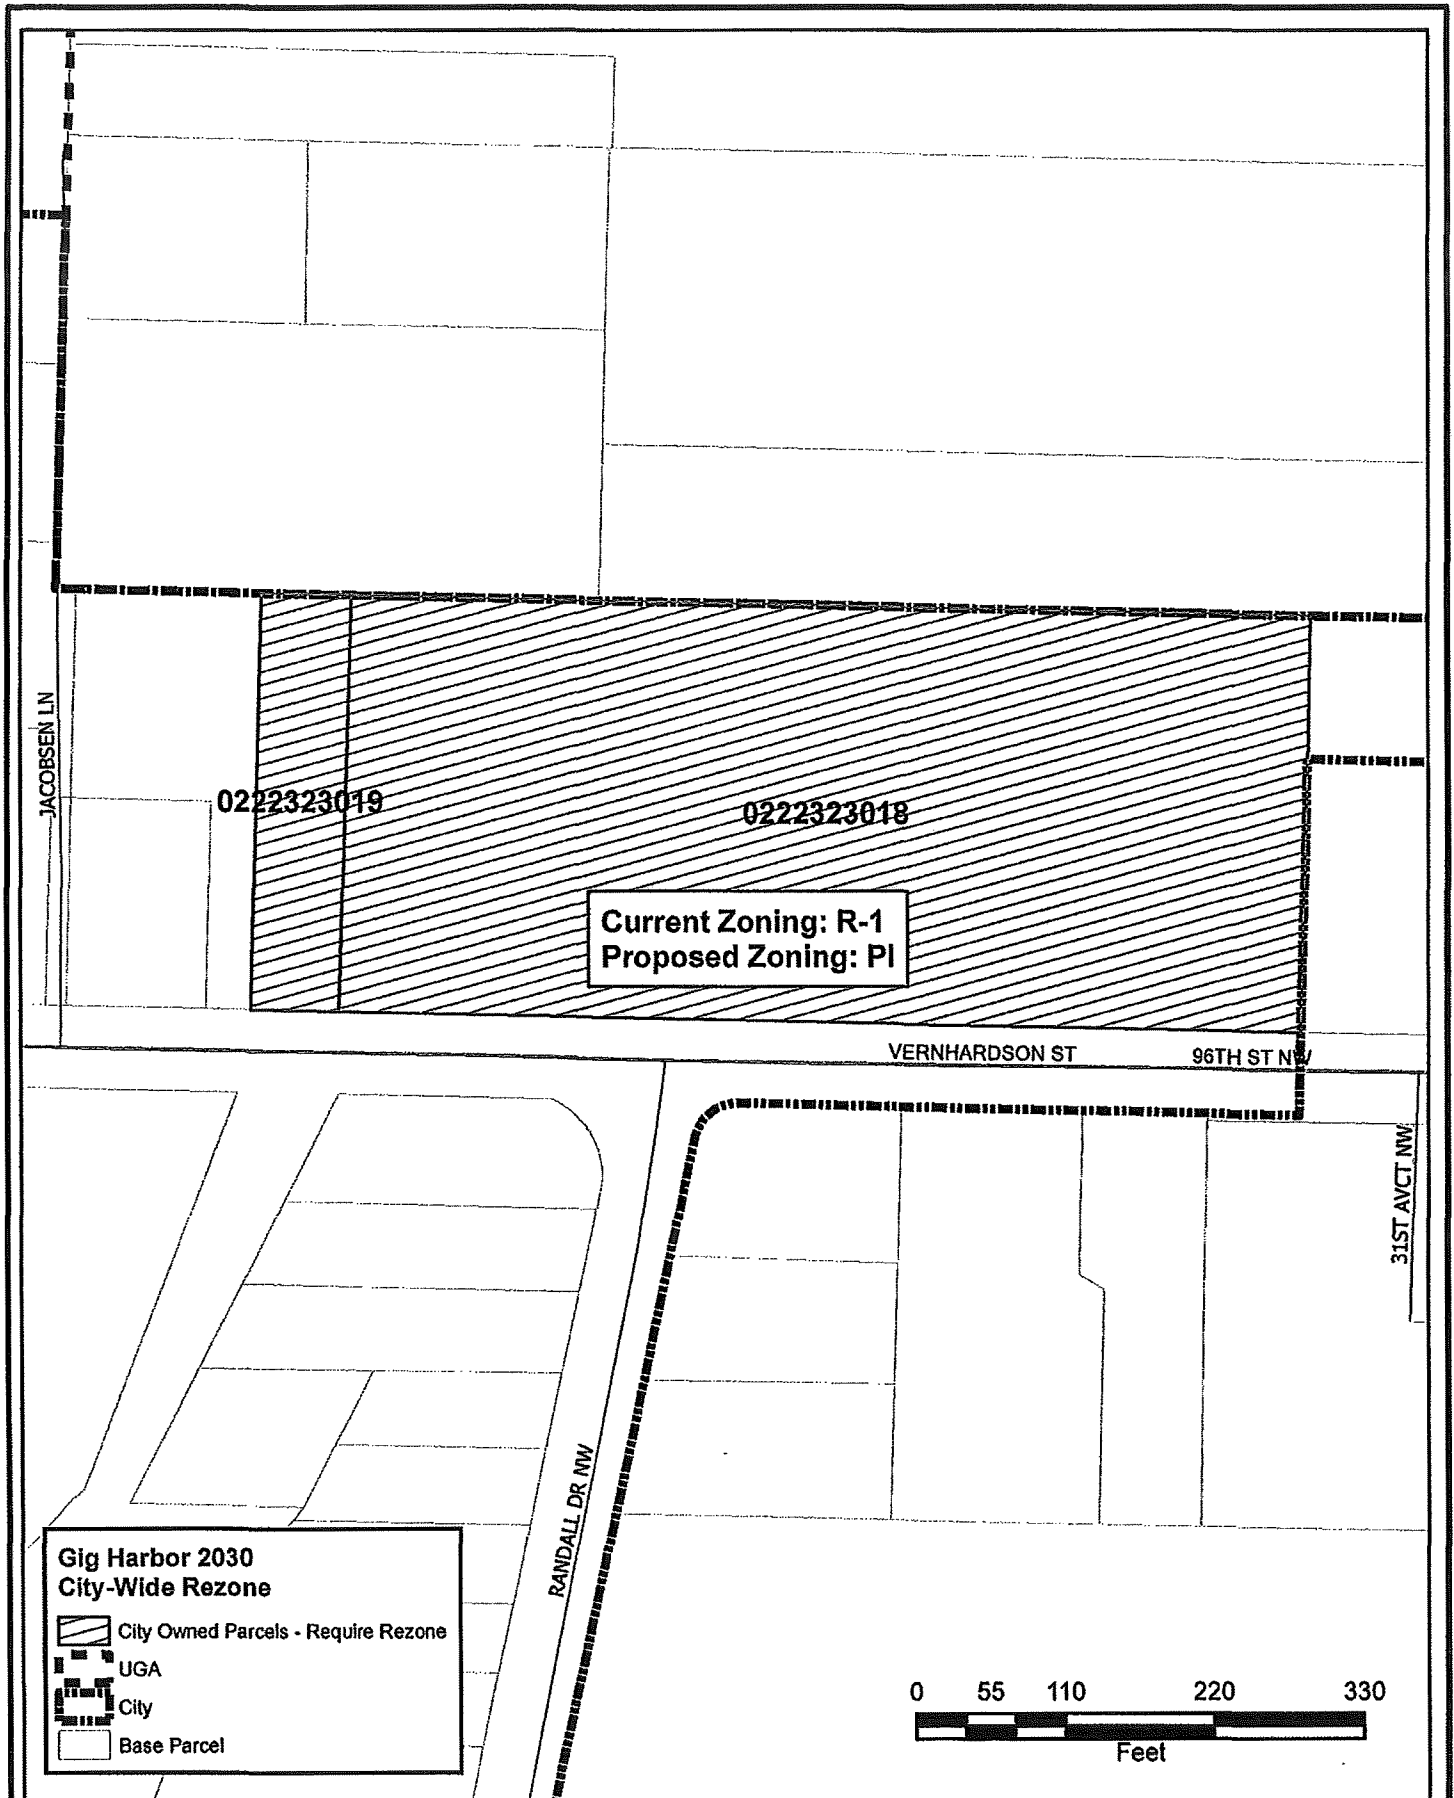 JACOBSEN LN
0222323019
0222323018
Current Zoning: R-1
Proposed Zoning: PI
VERNHARDSON ST
96TH ST NW
31ST AVCT NW
RANDALL DR NW
Gig Harbor 2030
City-Wide Rezone
City Owned Parcels - Require Rezone
UGA
City
Base Parcel
0 55 110 220 330
Feet